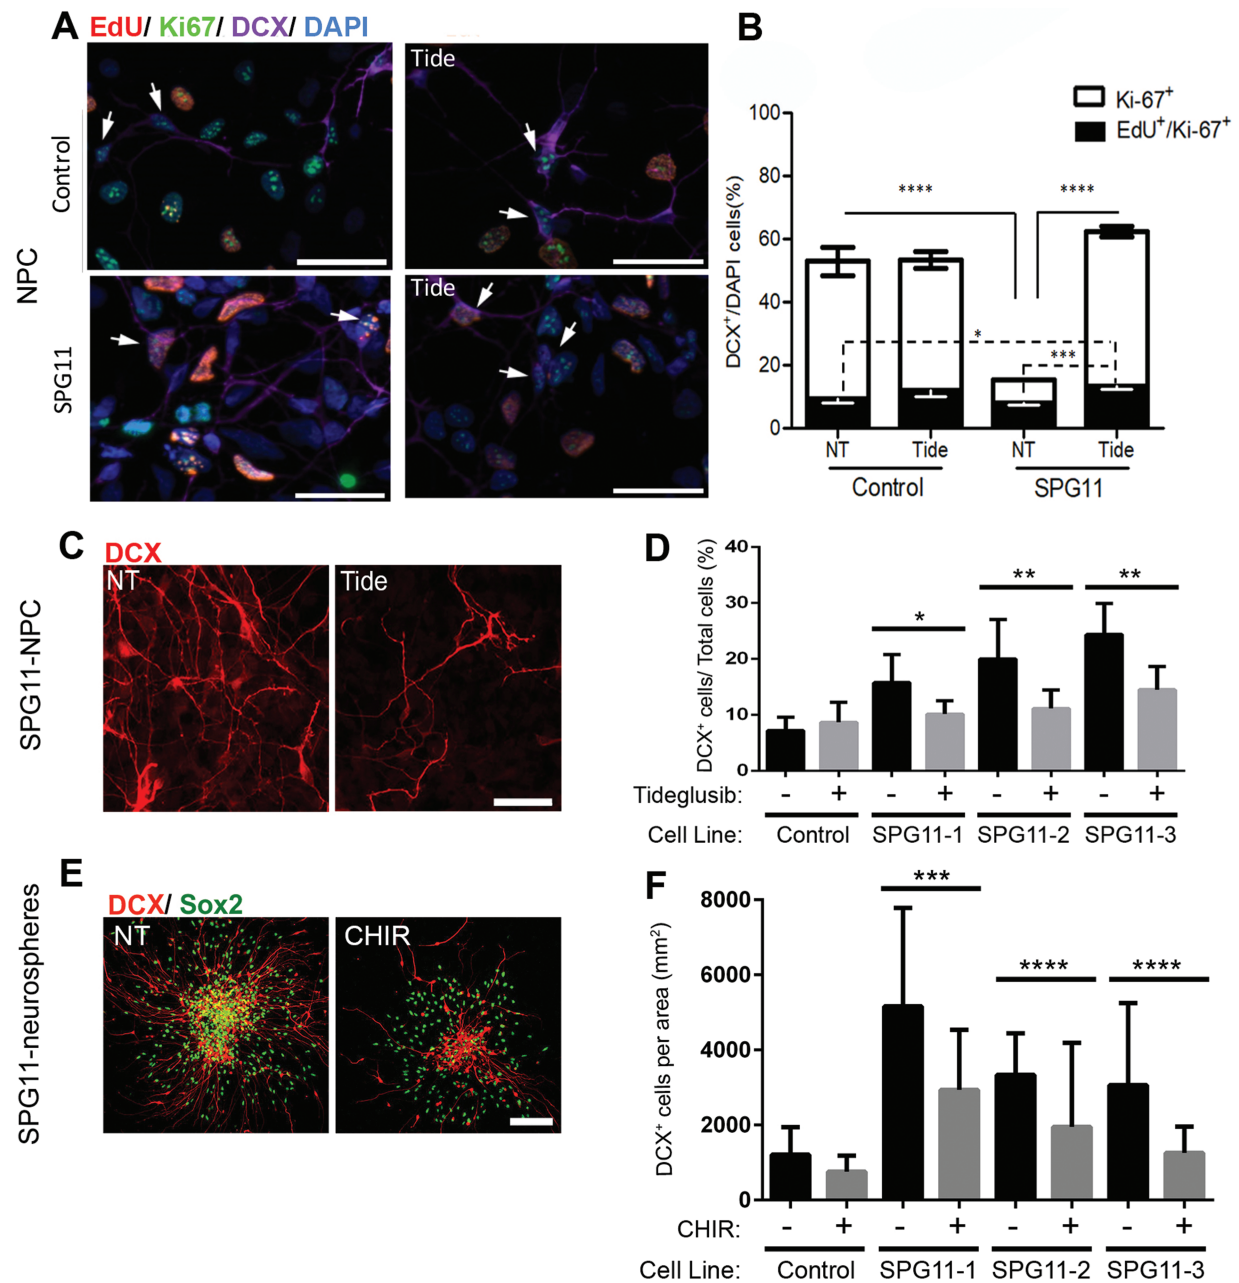 A
EdU/ Ki67/ DCX/ DAPI
Tide
Control
NPC
Tide
SPG11
B
Ki-67+
EdU+/Ki-67+
DCX+/DAPI cells(%)
100
80
60
40
20
0
****
****
*
***
NT
Tide
NT
Tide
Control
SPG11
C
DCX
NT
Tide
SPG11-NPC
D
DCX+ cells/ Total cells (%)
40
30
20
10
0
*
**
**
Tideglusib: - + - + - + - +
Cell Line: Control SPG11-1 SPG11-2 SPG11-3
E
DCX/ Sox2
NT
CHIR
SPG11-neurospheres
F
DCX+ cells per area (mm2)
8000
6000
4000
2000
0
***
****
****
CHIR: - + - + - + - +
Cell Line: Control SPG11-1 SPG11-2 SPG11-3